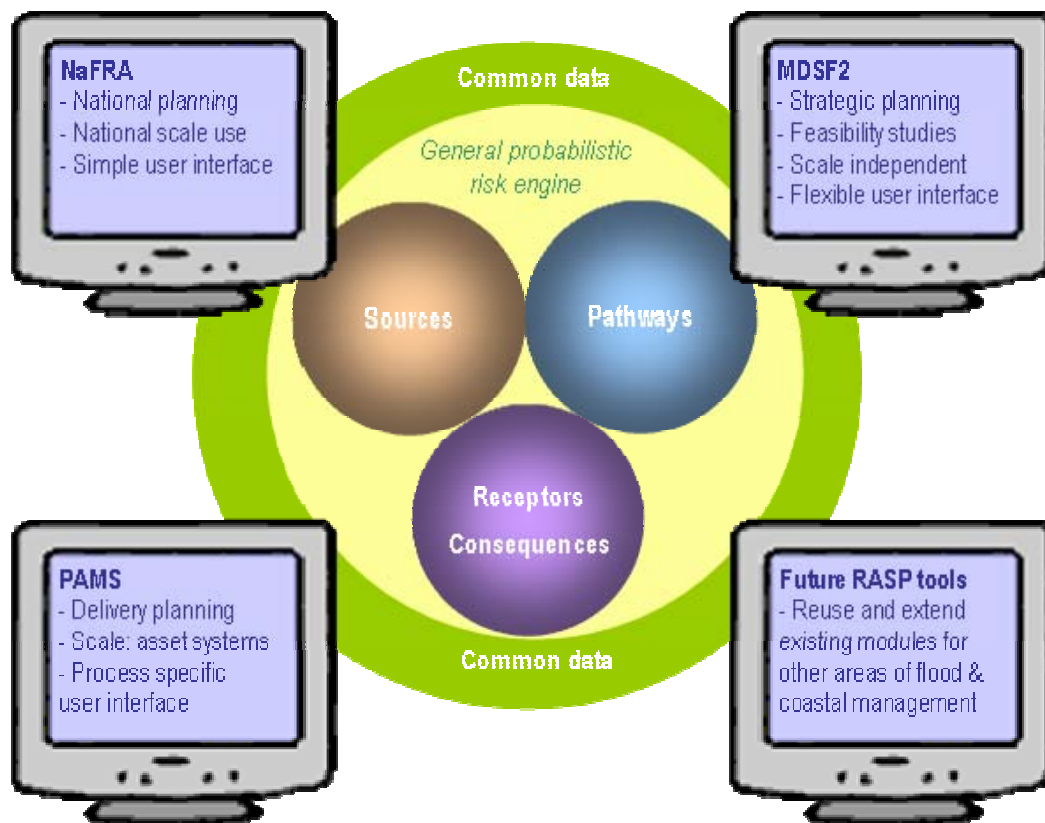 NaFRA
- National planning
- National scale use
- Simple user interface
Common data
MDSF2
- Strategic planning
- Feasibility studies
- Scale independent
- Flexible user interface
General probabilistic
risk engine
Sources
Pathways
Receptors
Consequences
PAMS
- Delivery planning
- Scale: asset systems
- Process specific
user interface
Common data
Future RASP tools
- Reuse and extend
existing modules for
other areas of flood &
coastal management